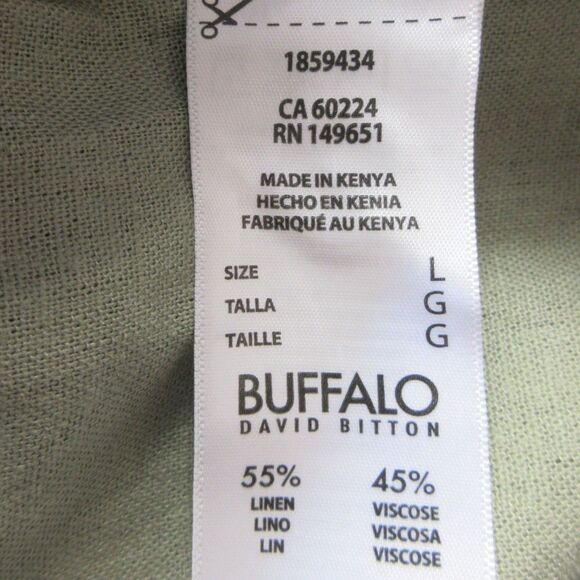 1859434
CA 60224
RN 149651
MADE IN KENYA
HECHO EN KENIA
FABRIQUÉ AU KENYA
SIZE L
TALLA G
TAILLE G
BUFFALO
DAVID BITTON
55% 45%
LINEN VISCOSE
LINO VISCOSA
LIN VISCOSE